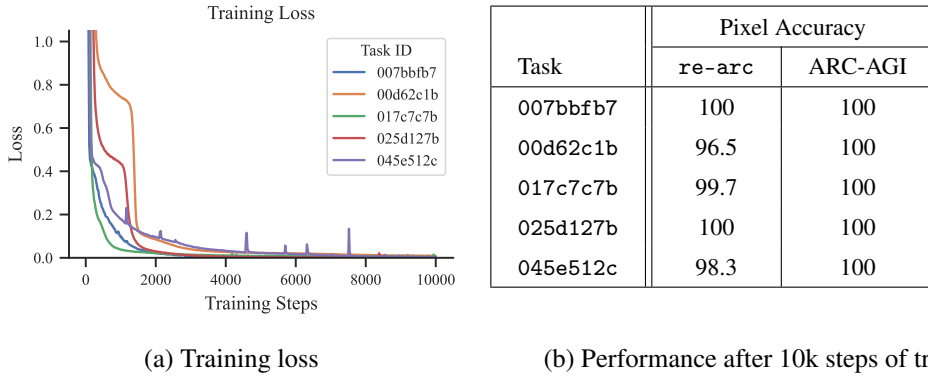 Training Loss
1.0
0.8
0.6
0.4
0.2
0.0
Loss
0 2000 4000 6000 8000 10000
Training Steps
Task ID
007bbfb7
00d62c1b
017c7c7b
025d127b
045e512c
(a) Training loss
Pixel Accuracy
Task re-arc ARC-AGI
007bbfb7 100 100
00d62c1b 96.5 100
017c7c7b 99.7 100
025d127b 100 100
045e512c 98.3 100
(b) Performance after 10k steps of tr